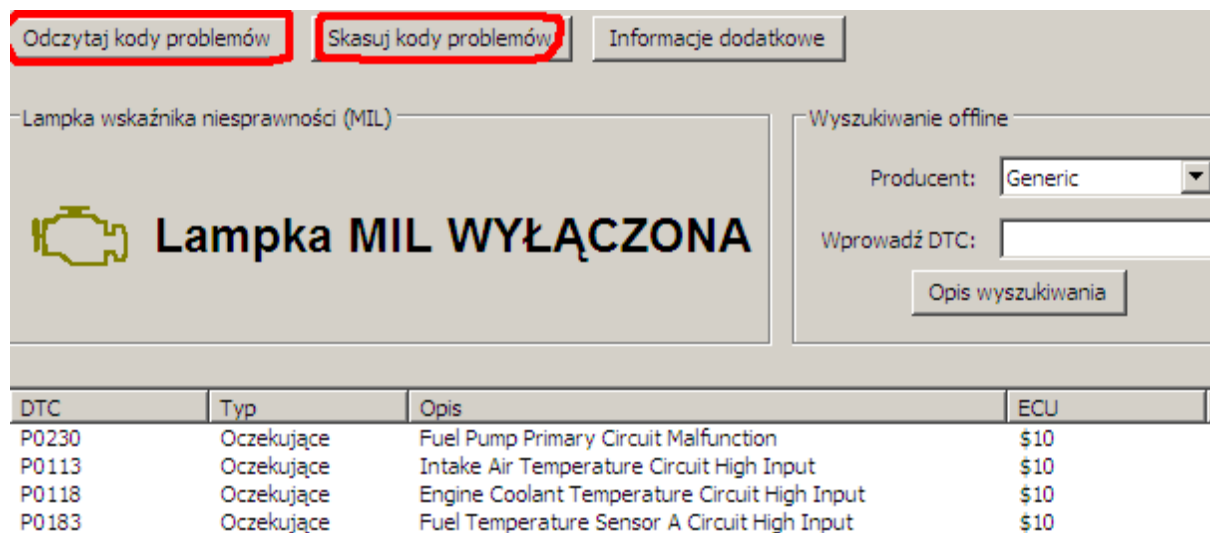 Odczytaj kody problemów Skasuj kody problemów Informacje dodatkowe
Lampka wskaźnika niesprawności (MIL) Wyszukiwanie offline
Producent: Generic
Lampka MIL WYŁĄCZONA Wprowadź DTC:
Opis wyszukiwania
DTC Typ Opis ECU
P0230 Oczekujące Fuel Pump Primary Circuit Malfunction $10
P0113 Oczekujące Intake Air Temperature Circuit High Input $10
P0118 Oczekujące Engine Coolant Temperature Circuit High Input $10
P0183 Oczekujące Fuel Temperature Sensor A Circuit High Input $10